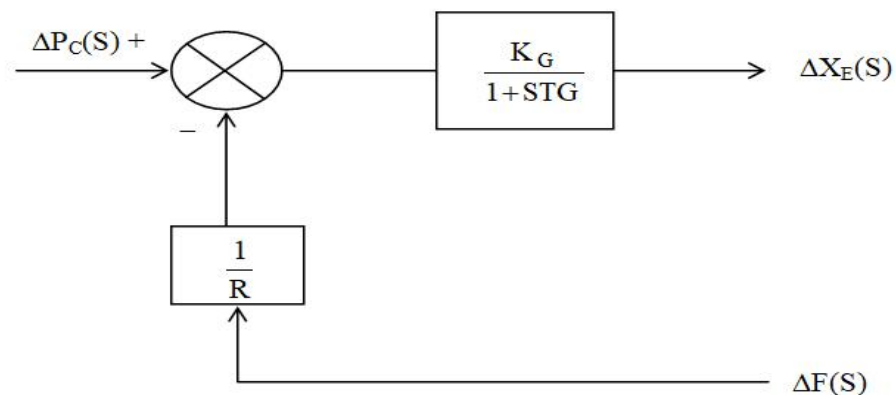 ΔP_C(S) +
K_G
1+STG
ΔX_E(S)
−
1
R
ΔF(S)